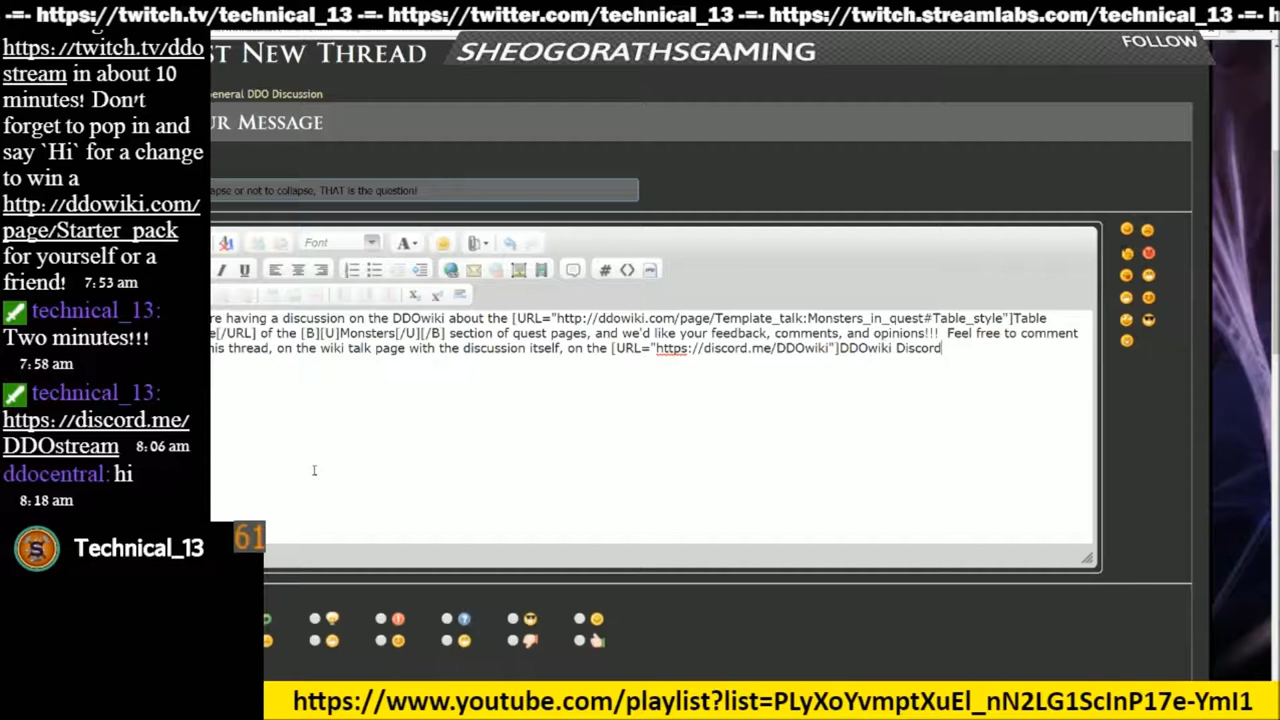 -=- https://twitch.tv/technical_13 -=- https://twitter.com/technical_13 -=- https://twitch.streamlabs.com/technical_13 -=- h
https://twitch.tv/ddo
stream in about 10
minutes! Don't
forget to pop in and
say `Hi` for a change
to win a
http://ddowiki.com/
page/Starter_pack
for yourself or a
friend! 7:53 am
technical_13:
Two minutes!!!
7:58 am
technical_13:
https://discord.me/
DDOstream 8:06 am
ddocentral: hi
8:18 am
Technical_13
61
ST NEW THREAD
SHEOGORATHSGAMING
FOLLOW
eneral DDO Discussion
UR MESSAGE
apse or not to collapse, THAT is the question!
Font
A
U
re having a discussion on the DDOwiki about the [URL="http://ddowiki.com/page/Template_talk:Monsters_in_quest#Table_style"]Table
e[/URL] of the [B][U]Monsters[/U][/B] section of quest pages, and we'd like your feedback, comments, and opinions!!! Feel free to comment
his thread, on the wiki talk page with the discussion itself, on the [URL="https://discord.me/DDOwiki"]DDOwiki Discord
https://www.youtube.com/playlist?list=PLyXoYvmptXuEl_nN2LG1ScInP17e-YmI1